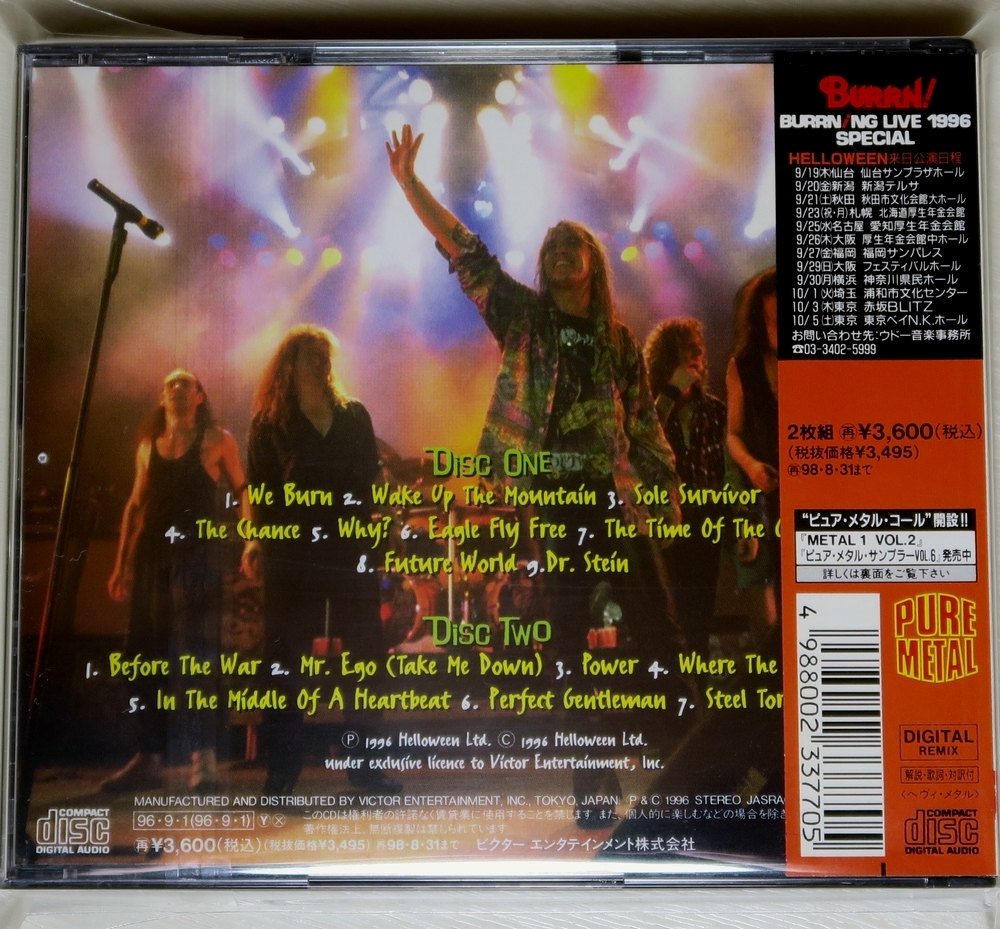 Disc One
1. We Burn 2. Wake Up The Mountain 3. Sole Survivor
4. The Chance 5. Why? 6. Eagle Fly Free 7. The Time Of The
8. Future World 9. Dr. Stein
Disc Two
1. Before The War 2. Mr. Ego (Take Me Down) 3. Power 4. Where The
5. In The Middle Of A Heartbeat 6. Perfect Gentleman 7. Steel
Ⓟ 1996 Helloween Ltd. Ⓒ 1996 Helloween Ltd.
under exclusive licence to Victor Entertainment, Inc.
MANUFACTURED AND DISTRIBUTED BY VICTOR ENTERTAINMENT, INC., TOKYO, JAPAN. P & C 1996 STEREO JASRA
96・9・1(96・9・1) Ⓨ ⓧ
このCDは権利者の許諾なく賃貸業に使用することを禁じます。また、個人的に楽しむなどの場合を除き
著作権法上、無断複製は禁じられています。
再¥3,600(税込)(税抜価格¥3,495) 再98・8・31まで ビクター エンタテインメント株式会社
COMPACT
disc
DIGITAL AUDIO
BURRN!
BURRNiNG LIVE 1996
SPECIAL
HELLOWEEN来日公演日程
9/19㈭仙台 仙台サンプラザホール
9/20㈮新潟 新潟テルサ
9/21㈯秋田 秋田市文化会館大ホール
9/23(祝・月)札幌 北海道厚生年金会館
9/25㈬名古屋 愛知厚生年金会館
9/26㈭大阪 厚生年金会館中ホール
9/27㈮福岡 福岡サンパレス
9/29㈰大阪 フェスティバルホール
9/30㈪横浜 神奈川県民ホール
10/1㈫埼玉 浦和市文化センター
10/3㈭東京 赤坂BLITZ
10/5㈯東京 東京ベイN.K.ホール
お問い合わせ先:ウドー音楽事務所
☎03-3402-5999
2枚組 再¥3,600(税込)
(税抜価格¥3,495)
再98・8・31まで
“ピュア・メタル・コール”開設!!
『METAL 1 VOL.2』
『ピュア・メタル・サンプラーVOL.6』発売中
詳しくは裏面をご覧下さい
4 988002 337705
PURE
METAL
DIGITAL
REMIX
解説・歌詞・対訳付
〈ヘヴィ・メタル〉
COMPACT
disc
DIGITAL AUDIO